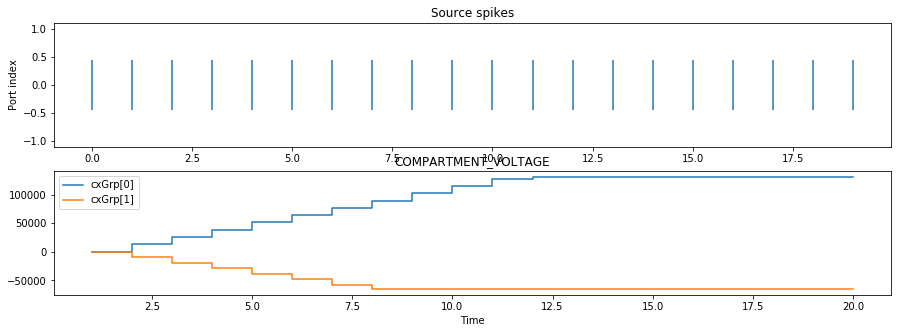 Source spikes
Port index
1.0
0.5
0.0
−0.5
−1.0
0.0 2.5 5.0 7.5 10.0 12.5 15.0 17.5
COMPARTMENT_VOLTAGE
cxGrp[0]
cxGrp[1]
100000
50000
0
−50000
2.5 5.0 7.5 10.0 12.5 15.0 17.5 20.0
Time